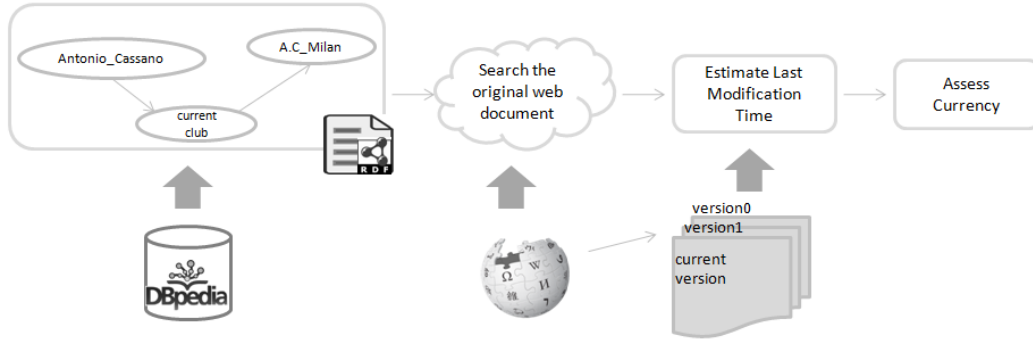 Antonio_Cassano
A.C_Milan
current
club
RDF
Search the
original web
document
Estimate Last
Modification
Time
Assess
Currency
DBpedia
Ω
W
И
version0
version1
current
version